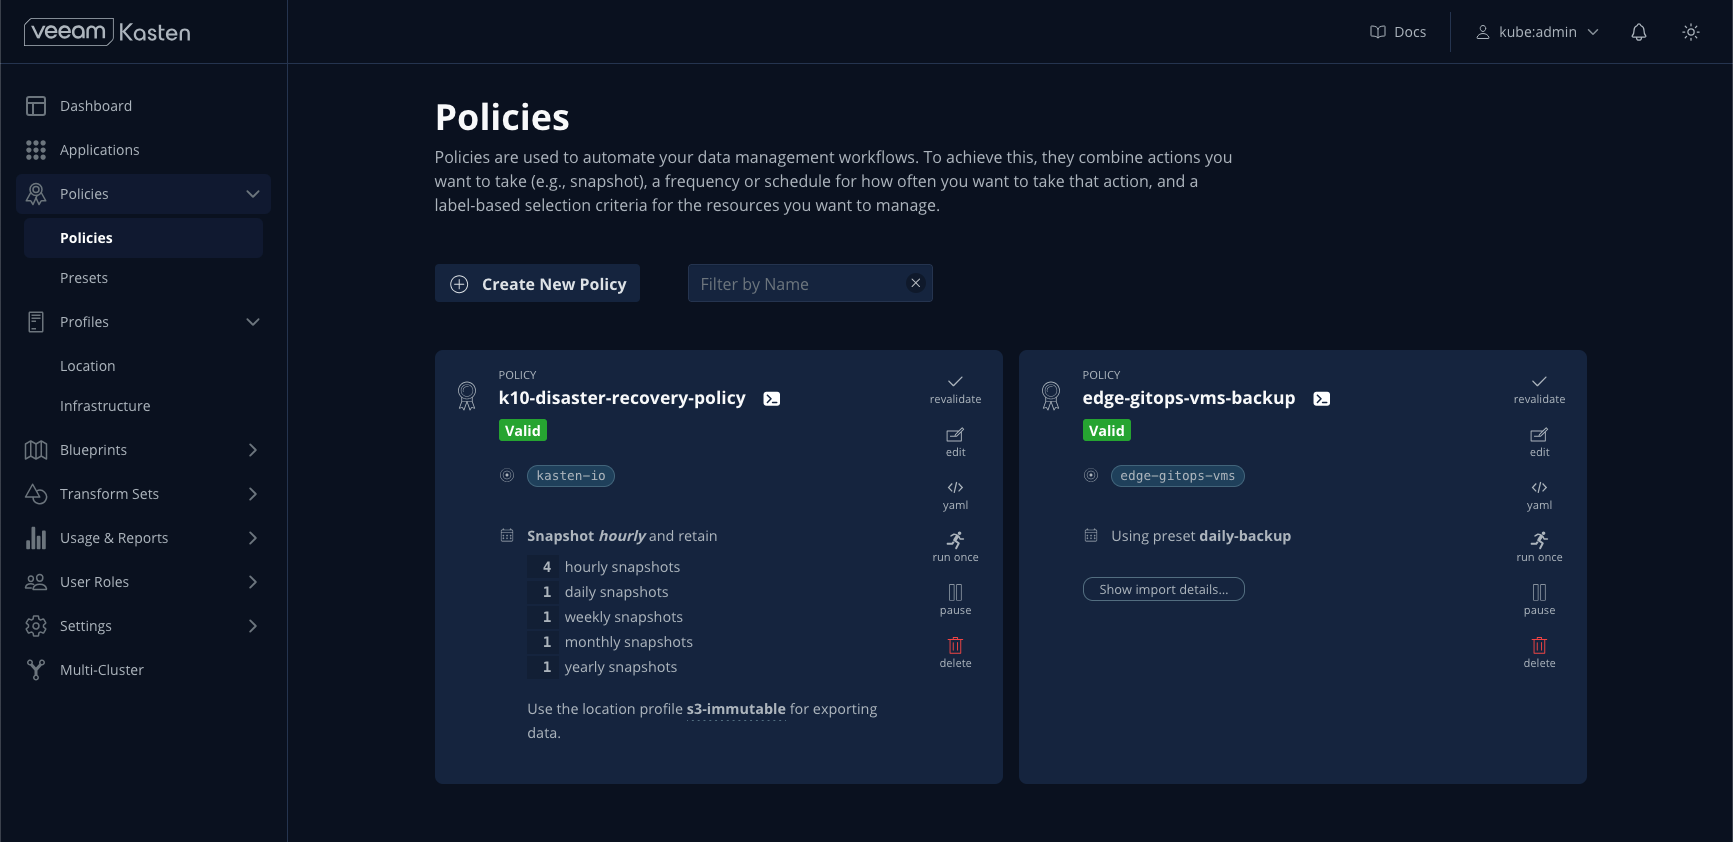 veeam Kasten
Docs
kube:admin
Dashboard
Applications
Policies
Policies
Presets
Profiles
Location
Infrastructure
Blueprints
Transform Sets
Usage & Reports
User Roles
Settings
Multi-Cluster
Policies
Policies are used to automate your data management workflows. To achieve this, they combine actions you
want to take (e.g., snapshot), a frequency or schedule for how often you want to take that action, and a
label-based selection criteria for the resources you want to manage.
Create New Policy
Filter by Name
POLICY
k10-disaster-recovery-policy
Valid
kasten-io
Snapshot hourly and retain
4 hourly snapshots
1 daily snapshots
1 weekly snapshots
1 monthly snapshots
1 yearly snapshots
Use the location profile s3-immutable for exporting
data.
revalidate
edit
yaml
run once
pause
delete
POLICY
edge-gitops-vms-backup
Valid
edge-gitops-vms
Using preset daily-backup
Show import details...
revalidate
edit
yaml
run once
pause
delete